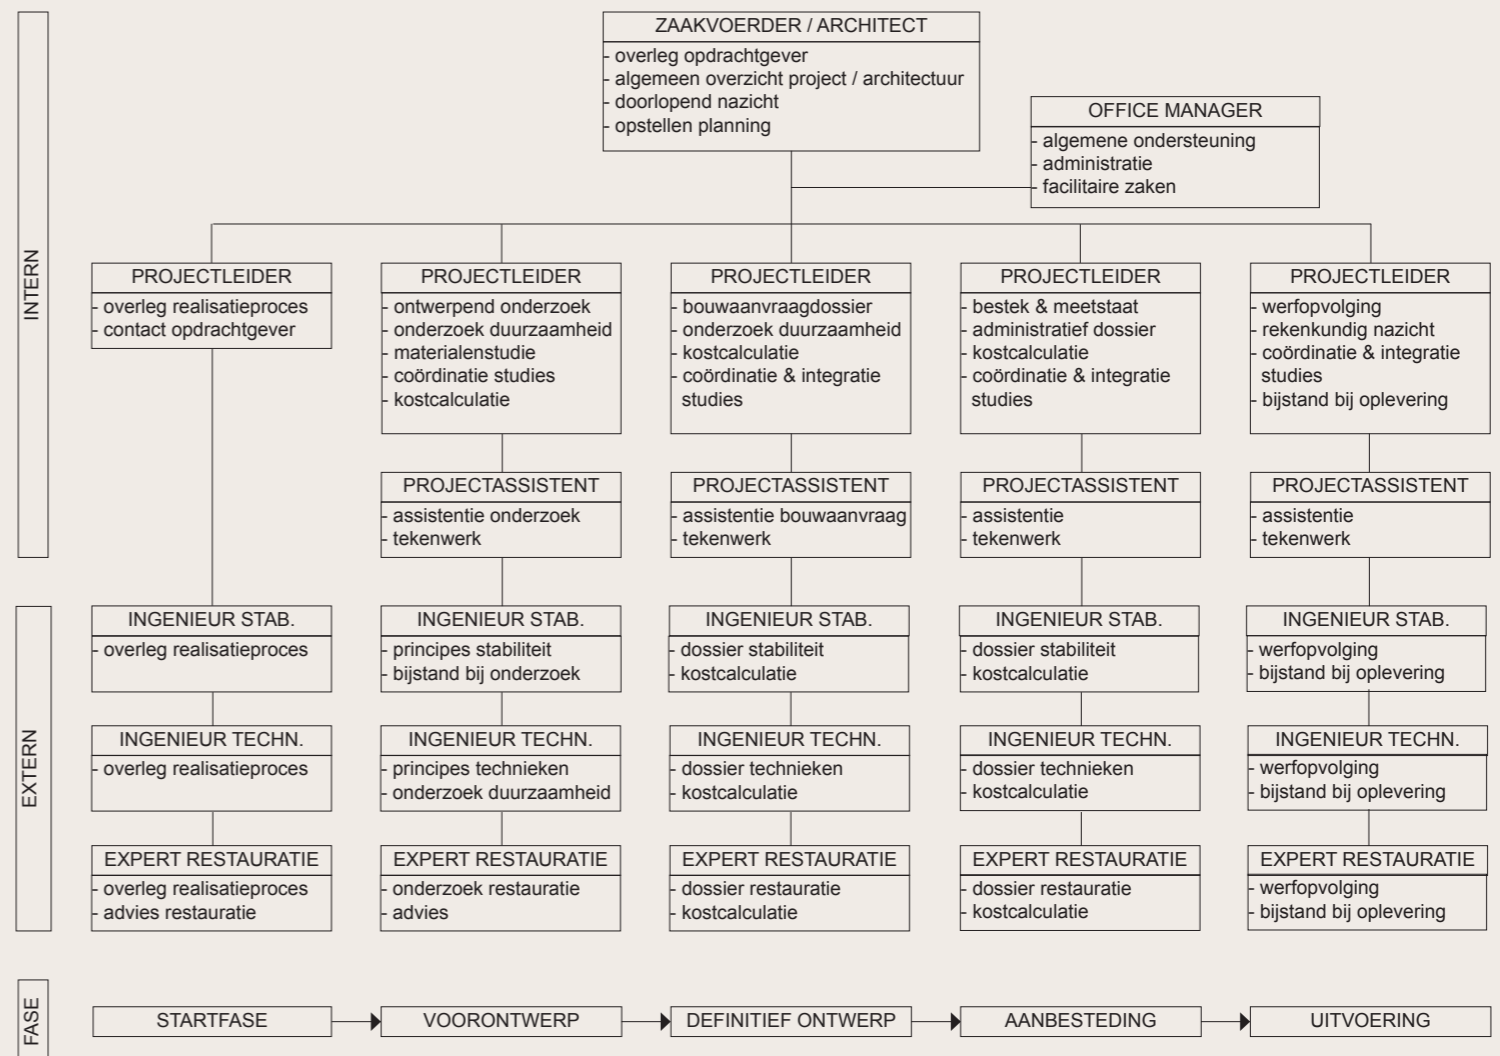 INTERN
ZAAKVOERDER / ARCHITECT
- overleg opdrachtgever
- algemeen overzicht project / architectuur
- doorlopend nazicht
- opstellen planning
OFFICE MANAGER
- algemene ondersteuning
- administratie
- facilitaire zaken
PROJECTLEIDER
- overleg realisatieproces
- contact opdrachtgever
PROJECTLEIDER
- ontwerpend onderzoek
- onderzoek duurzaamheid
- materialenstudie
- coördinatie studies
- kostcalculatie
PROJECTLEIDER
- bouwaanvraagdossier
- onderzoek duurzaamheid
- kostcalculatie
- coördinatie & integratie
studies
PROJECTLEIDER
- bestek & meetstaat
- administratief dossier
- kostcalculatie
- coördinatie & integratie
studies
PROJECTLEIDER
- werfopvolging
- rekenkundig nazicht
- coördinatie & integratie
studies
- bijstand bij oplevering
PROJECTASSISTENT
- assistentie onderzoek
- tekenwerk
PROJECTASSISTENT
- assistentie bouwaanvraag
- tekenwerk
PROJECTASSISTENT
- assistentie
- tekenwerk
PROJECTASSISTENT
- assistentie
- tekenwerk
EXTERN
INGENIEUR STAB.
- overleg realisatieproces
INGENIEUR STAB.
- principes stabiliteit
- bijstand bij onderzoek
INGENIEUR STAB.
- dossier stabiliteit
- kostcalculatie
INGENIEUR STAB.
- dossier stabiliteit
- kostcalculatie
INGENIEUR STAB.
- werfopvolging
- bijstand bij oplevering
INGENIEUR TECHN.
- overleg realisatieproces
INGENIEUR TECHN.
- principes technieken
- onderzoek duurzaamheid
INGENIEUR TECHN.
- dossier technieken
- kostcalculatie
INGENIEUR TECHN.
- dossier technieken
- kostcalculatie
INGENIEUR TECHN.
- werfopvolging
- bijstand bij oplevering
EXPERT RESTAURATIE
- overleg realisatieproces
- advies restauratie
EXPERT RESTAURATIE
- onderzoek restauratie
- advies
EXPERT RESTAURATIE
- dossier restauratie
- kostcalculatie
EXPERT RESTAURATIE
- dossier restauratie
- kostcalculatie
EXPERT RESTAURATIE
- werfopvolging
- bijstand bij oplevering
FASE
STARTFASE
VOORONTWERP
DEFINITIEF ONTWERP
AANBESTEDING
UITVOERING